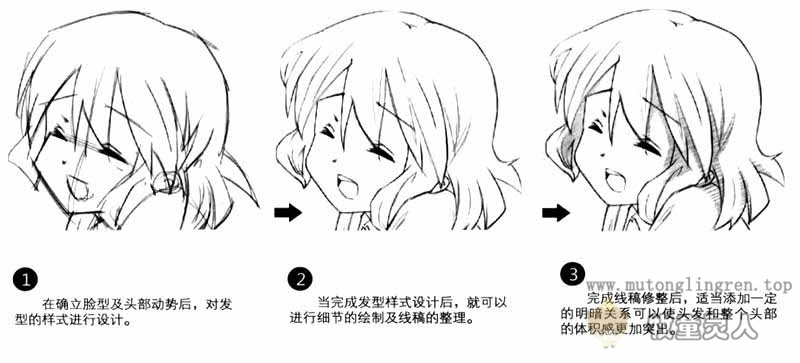 1
在确立脸型及头部动势后，对发
型的样式进行设计。
2
当完成发型样式设计后，就可以
进行细节的绘制及线稿的整理。
3
完成线稿修整后，适当添加一定
的明暗关系可以使头发和整个头部
的体积感更加突出。
www.mutonglingren.top